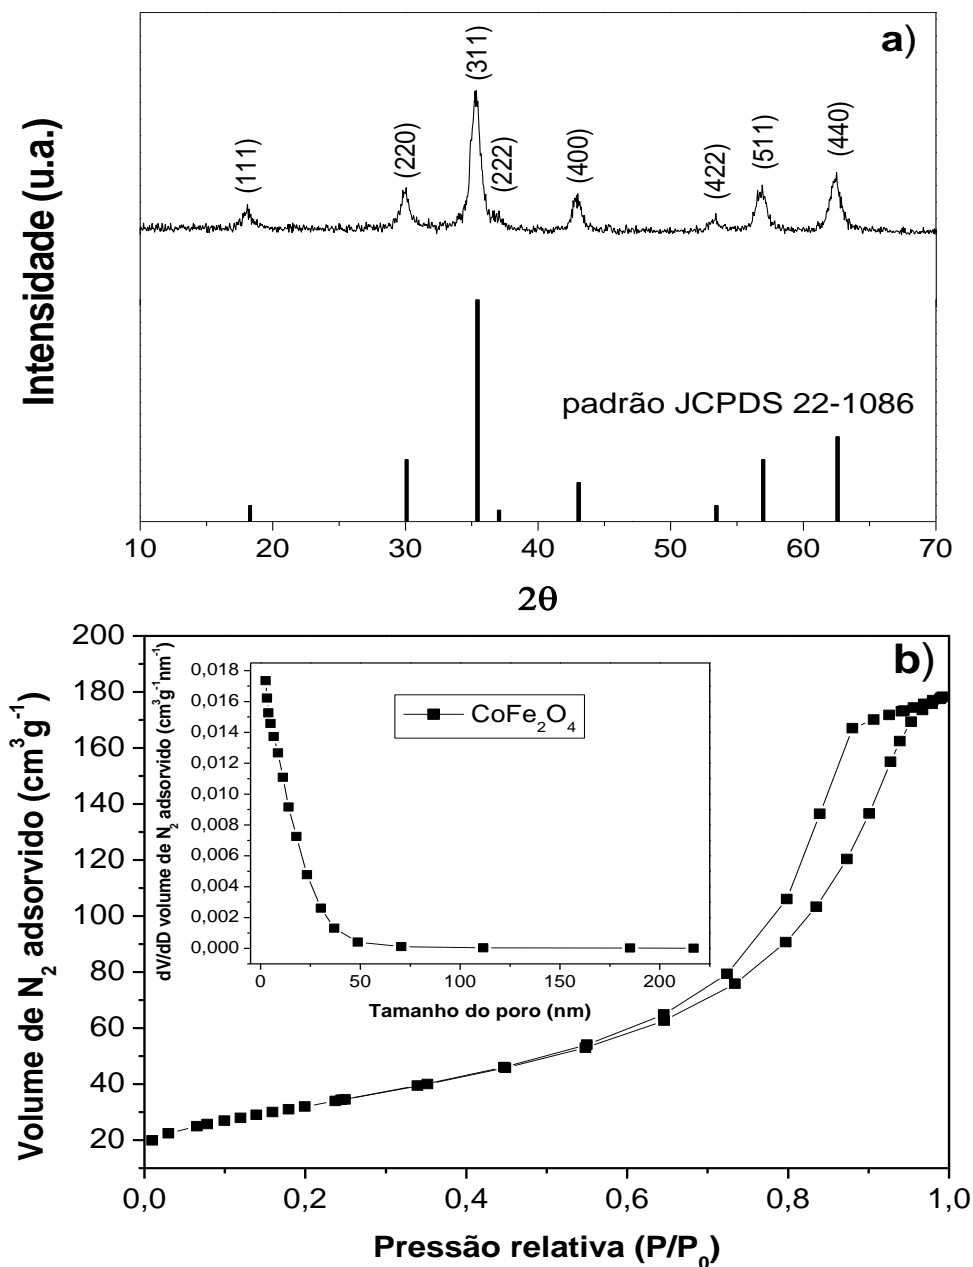 a)
(111)
(220)
(311)
(222)
(400)
(422)
(511)
(440)
Intensidade (u.a.)
padrão JCPDS 22-1086
10 20 30 40 50 60 70
2θ
b)
Volume de N₂ adsorvido (cm³g⁻¹)
200
180
160
140
120
100
80
60
40
20
dV/dD volume de N₂ adsorvido (cm³g⁻¹nm⁻¹)
0,018
0,016
0,014
0,012
0,010
0,008
0,006
0,004
0,002
0,000
CoFe₂O₄
0 50 100 150 200
Tamanho do poro (nm)
0,0 0,2 0,4 0,6 0,8 1,0
Pressão relativa (P/P₀)